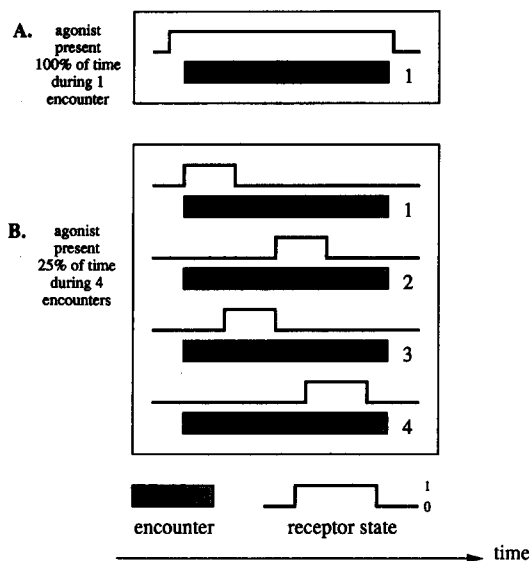 A.
agonist
present
100% of time
during 1
encounter
1
B.
agonist
present
25% of time
during 4
encounters
1
2
3
4
encounter
receptor state
1
0
time